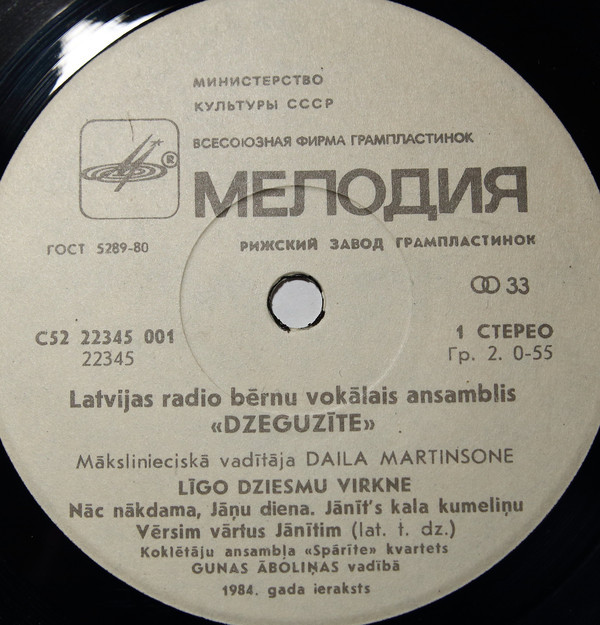 МИНИСТЕРСТВО
КУЛЬТУРЫ СССР
ВСЕСОЮЗНАЯ ФИРМА ГРАМПЛАСТИНОК
®
МЕЛОДИЯ
ГОСТ 5289-80
РИЖСКИЙ ЗАВОД ГРАМПЛАСТИНОК
33
С52 22345 001
1 СТЕРЕО
22345
Гр. 2. 0-55
Latvijas radio bērnu vokālais ansamblis
«DZEGUZĪTE»
Mākslinieciskā vadītāja DAILA MARTINSONE
LĪGO DZIESMU VIRKNE
Nāc nākdama, Jāņu diena. Jānīt's kala kumeliņu
Vērsim vārtus Jānītim (lat. t. dz.)
Koklētāju ansambļa «Spārīte» kvartets
GUNAS ĀBOLIŅAS vadībā
1984. gada ieraksts